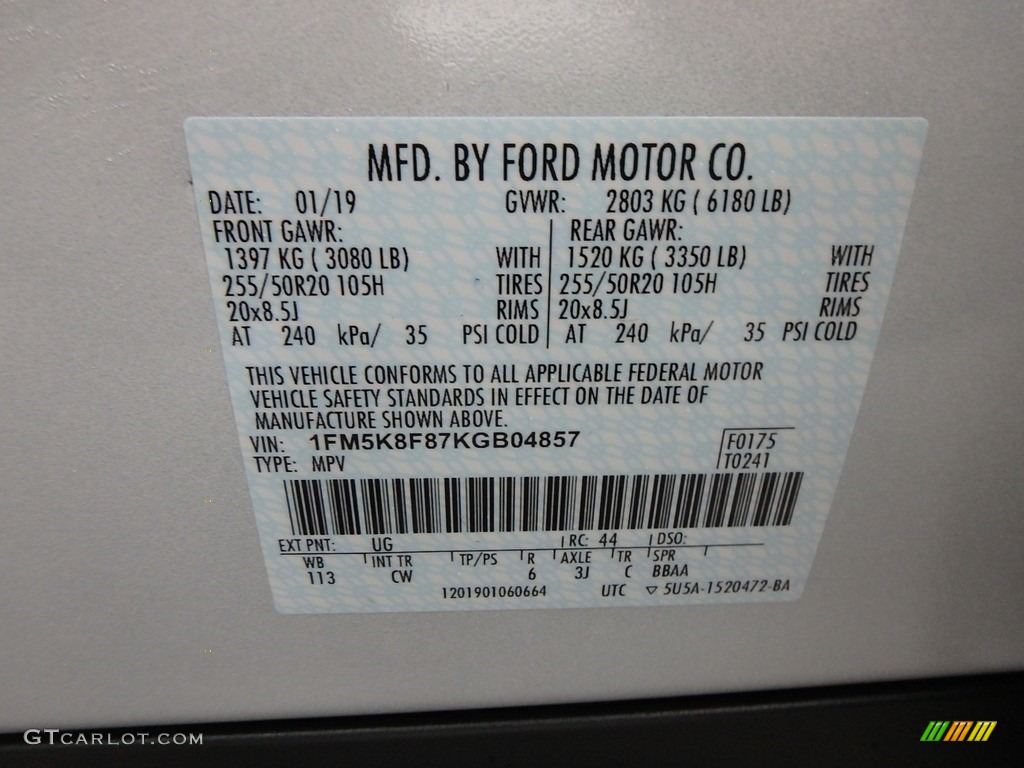 MFD. BY FORD MOTOR CO.
DATE: 01/19 GVWR: 2803 KG ( 6180 LB)
FRONT GAWR: REAR GAWR:
1397 KG ( 3080 LB) WITH 1520 KG ( 3350 LB) WITH
255/50R20 105H TIRES 255/50R20 105H TIRES
20x8.5J RIMS 20x8.5J RIMS
AT 240 kPa/ 35 PSI COLD AT 240 kPa/ 35 PSI COLD
THIS VEHICLE CONFORMS TO ALL APPLICABLE FEDERAL MOTOR
VEHICLE SAFETY STANDARDS IN EFFECT ON THE DATE OF
MANUFACTURE SHOWN ABOVE.
VIN: 1FM5K8F87KGB04857 F0175
TYPE: MPV T0241
EXT PNT: UG RC: 44 DSO:
WB INT TR TP/PS R AXLE TR SPR
113 CW 6 3J C BBAA
1201901060664 UTC ▽ 5U5A-1520472-BA
GTCARLOT.COM